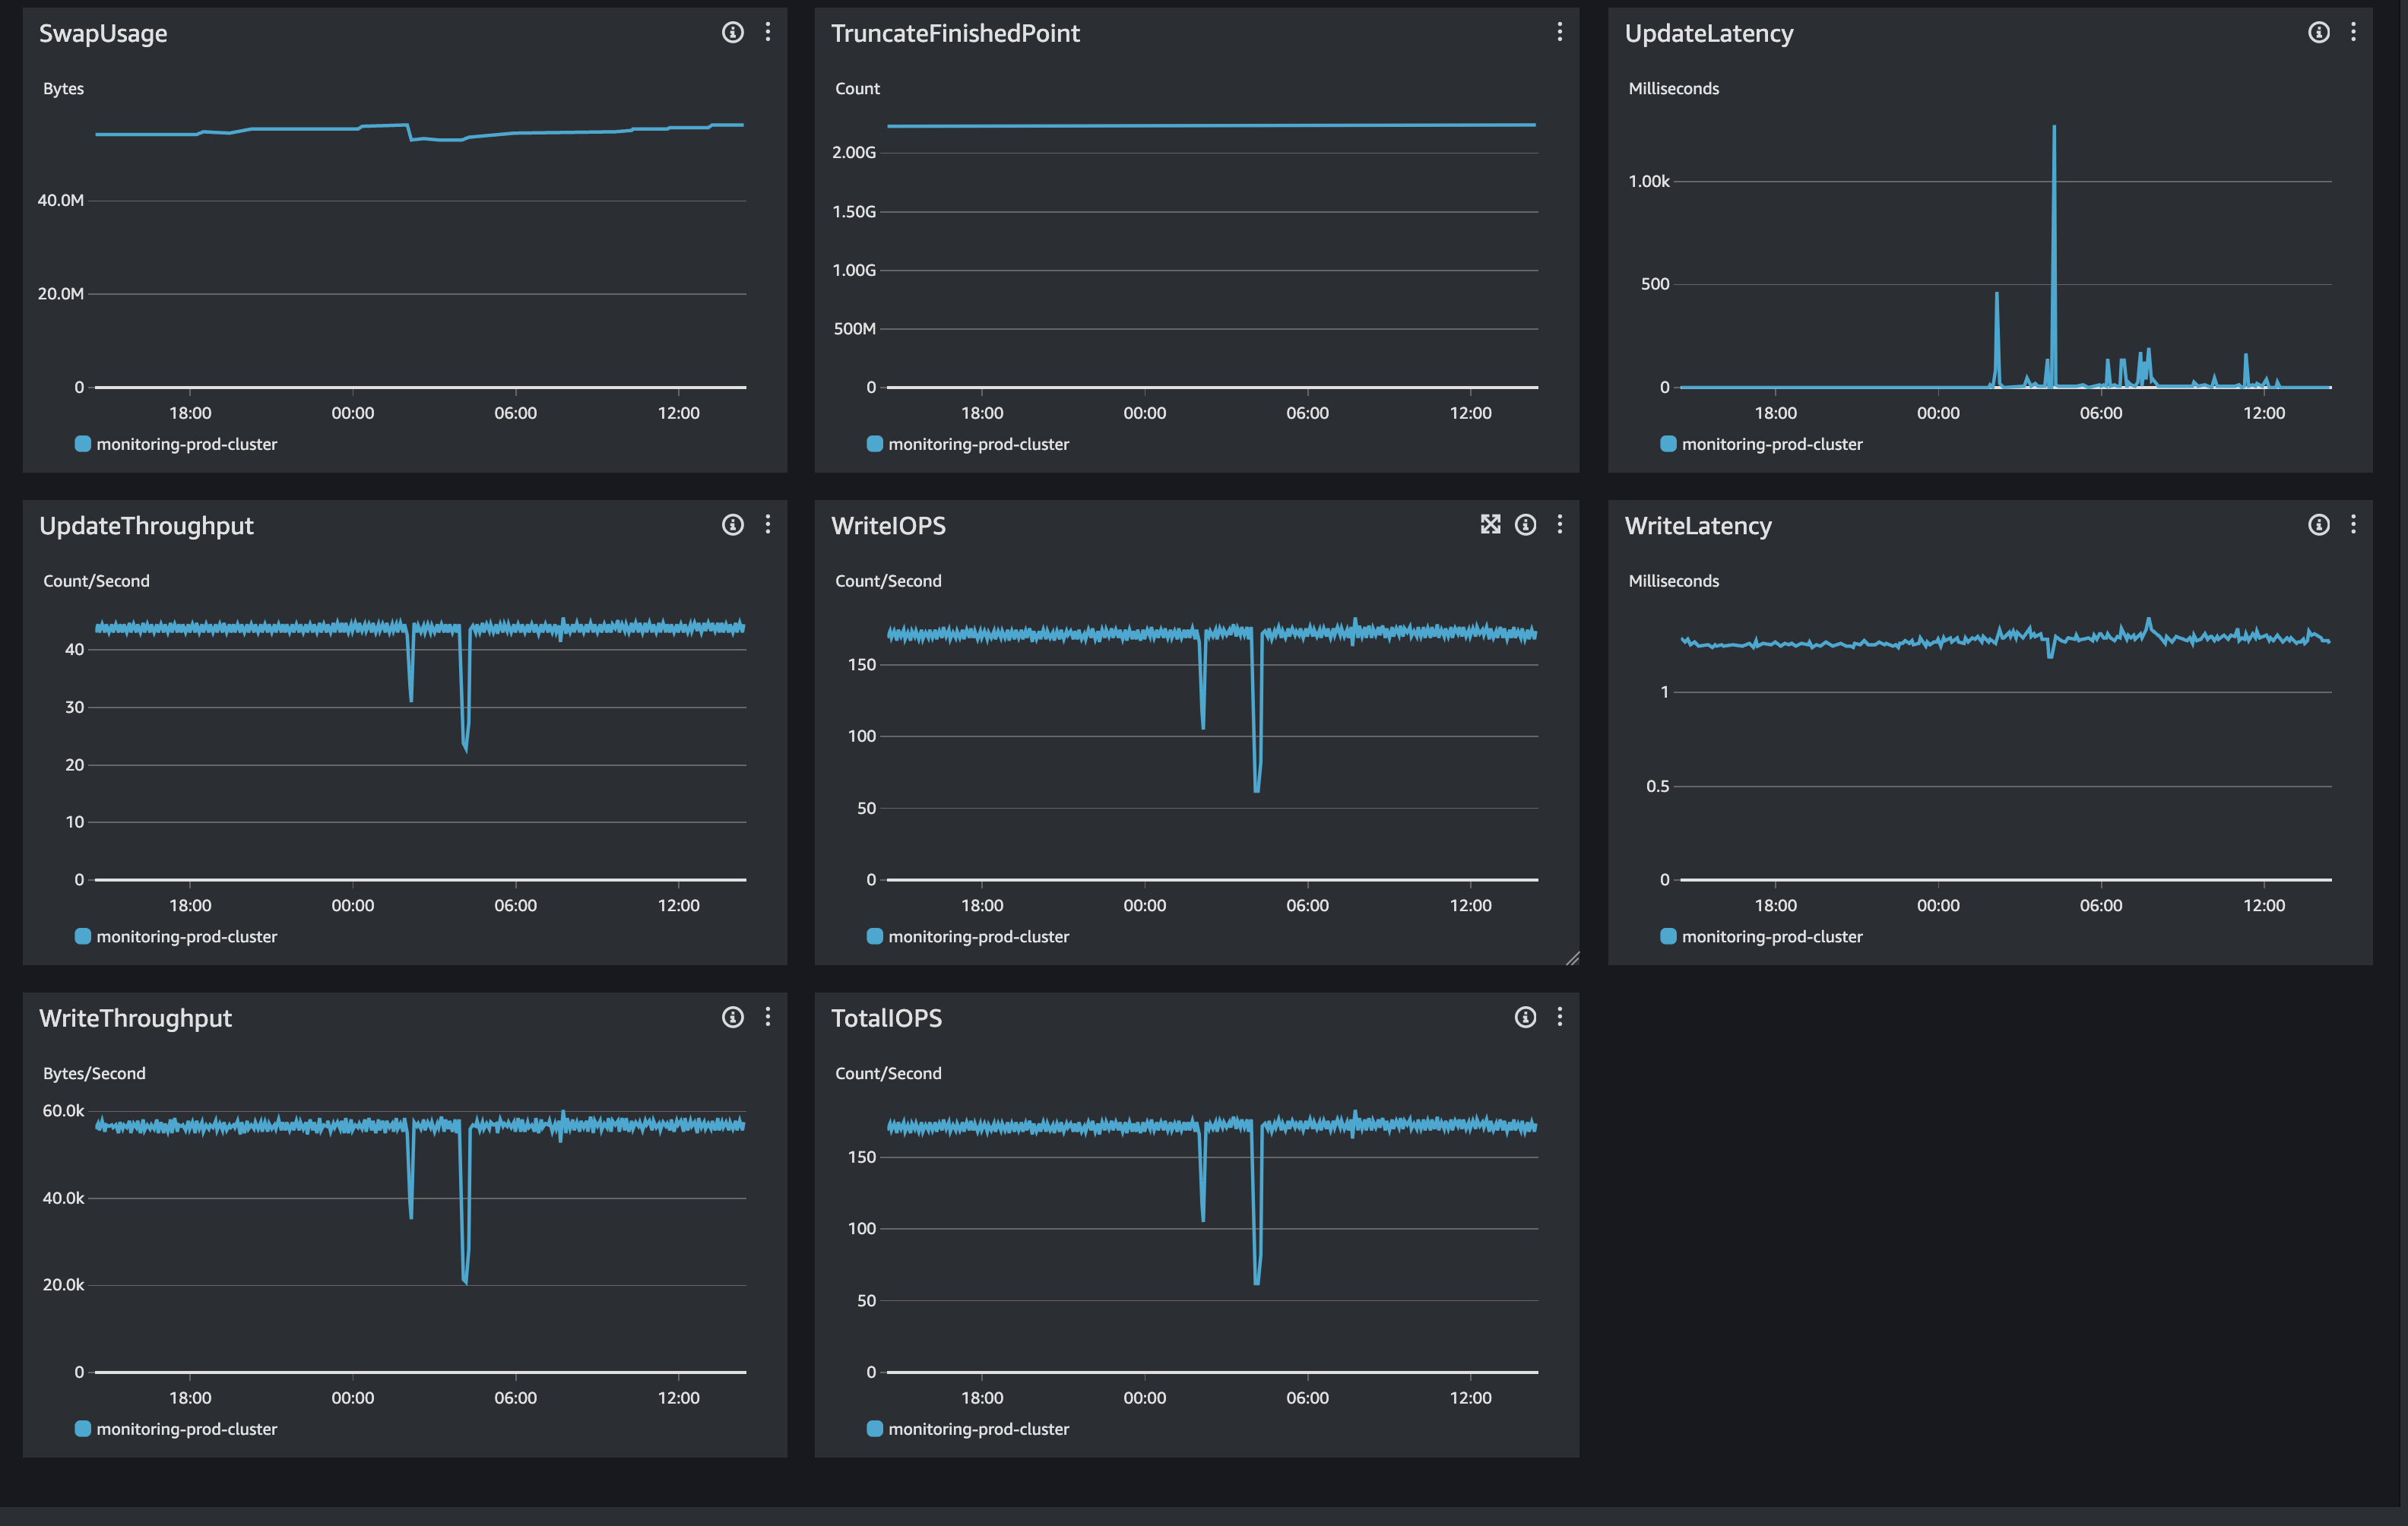 SwapUsage
Bytes
40.0M
20.0M
0
18:00 00:00 06:00 12:00
monitoring-prod-cluster
TruncateFinishedPoint
Count
2.00G
1.50G
1.00G
500M
0
18:00 00:00 06:00 12:00
monitoring-prod-cluster
UpdateLatency
Milliseconds
1.00k
500
0
18:00 00:00 06:00 12:00
monitoring-prod-cluster
UpdateThroughput
Count/Second
40
30
20
10
0
18:00 00:00 06:00 12:00
monitoring-prod-cluster
WriteIOPS
Count/Second
150
100
50
0
18:00 00:00 06:00 12:00
monitoring-prod-cluster
WriteLatency
Milliseconds
1
0.5
0
18:00 00:00 06:00 12:00
monitoring-prod-cluster
WriteThroughput
Bytes/Second
60.0k
40.0k
20.0k
0
18:00 00:00 06:00 12:00
monitoring-prod-cluster
TotalIOPS
Count/Second
150
100
50
0
18:00 00:00 06:00 12:00
monitoring-prod-cluster